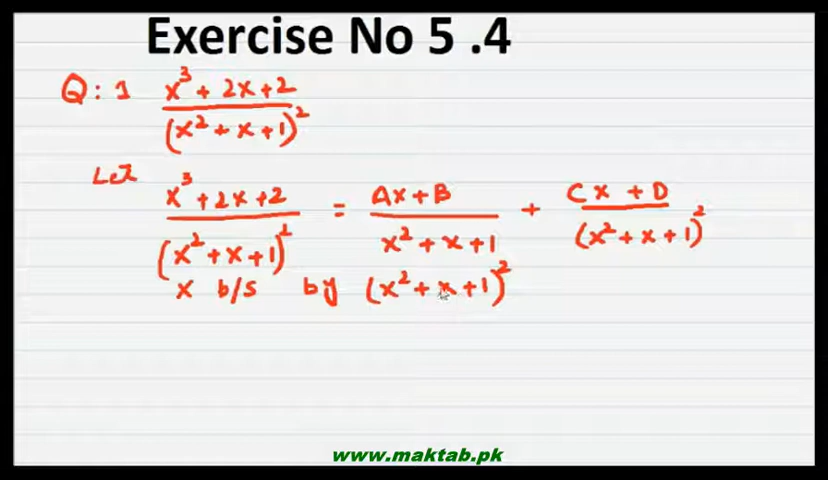 Exercise No 5 .4
Q: 1 x³ + 2x + 2
(x² + x + 1)²
Let x³ + 2x + 2 = Ax + B + Cx + D
(x² + x + 1)² x² + x + 1 (x² + x + 1)²
x b/s by (x² + x + 1)²
www.maktab.pk